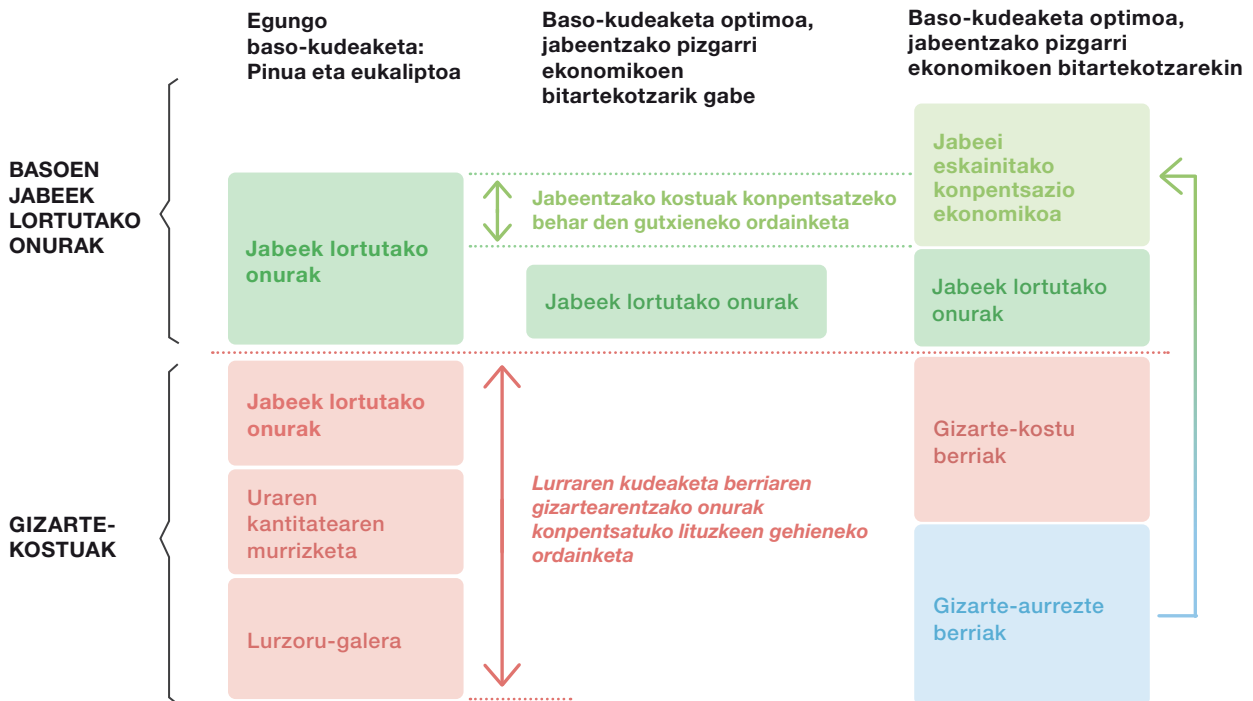 Egungo
baso-kudeaketa:
Pinua eta eukaliptoa
Baso-kudeaketa optimoa,
jabeentzako pizgarri
ekonomikoen
bitartekotzarik gabe
Baso-kudeaketa optimoa,
jabeentzako pizgarri
ekonomikoen bitartekotzarekin
BASOEN
JABEEK
LORTUTAKO
ONURAK
Jabeek lortutako
onurak
Jabeentzako kostuak konpentsatzeko
behar den gutxieneko ordainketa
Jabeek lortutako onurak
Jabeei
eskainitako
konpentsazio
ekonomikoa
Jabeek lortutako
onurak
GIZARTE-
KOSTUAK
Jabeek lortutako
onurak
Uraren
kantitatearen
murrizketa
Lurzoru-galera
Lurraren kudeaketa berriaren
gizartearentzako onurak
konpentsatuko lituzkeen gehieneko
ordainketa
Gizarte-kostu
berriak
Gizarte-aurrezte
berriak